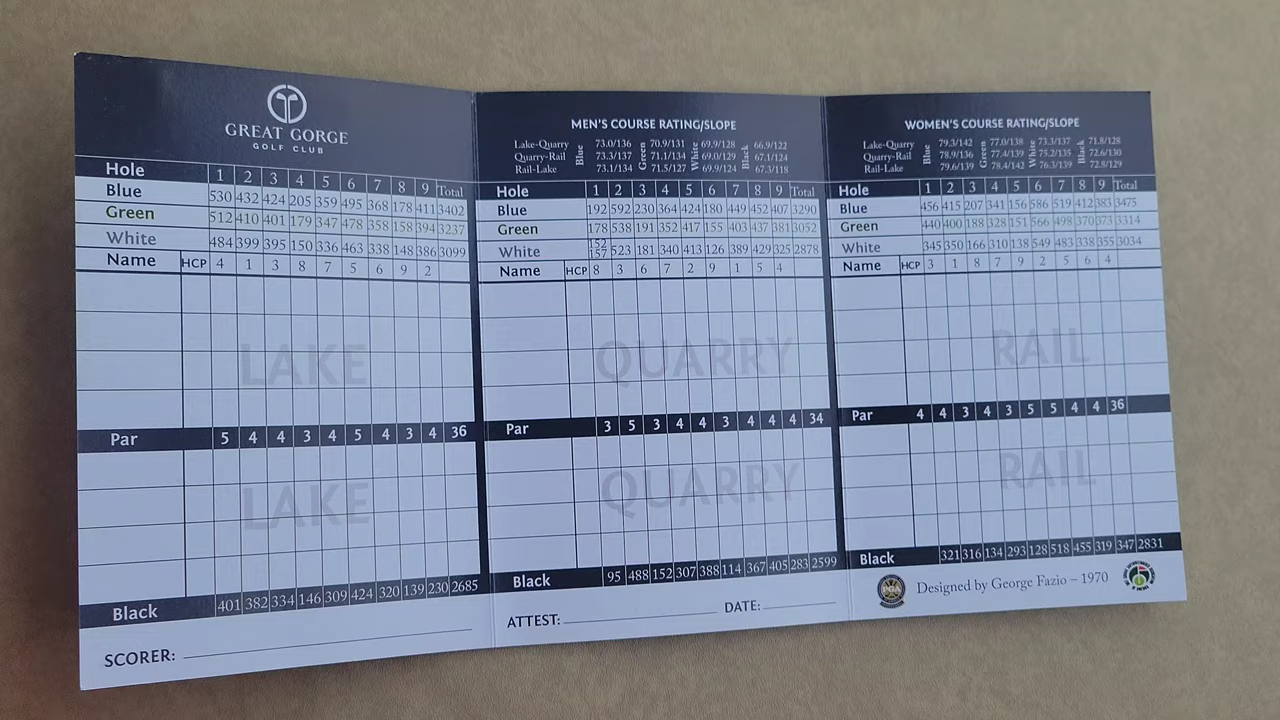 GREAT GORGE
GOLF CLUB
Hole 1 2 3 4 5 6 7 8 9 Total
Blue 530 432 424 205 359 495 368 178 411 3402
Green 512 410 401 179 347 478 358 158 394 3237
White 484 399 395 150 336 463 338 148 386 3099
Name HCP 4 1 3 8 7 5 6 9 2
LAKE
Par 5 4 4 3 4 5 4 3 4 36
LAKE
Black 401 382 334 146 309 424 320 139 230 2685
SCORER:
MEN'S COURSE RATING/SLOPE
Blue Green White Black
Lake-Quarry 73.0/136 70.9/131 69.9/128 66.9/122
Quarry-Rail 73.3/137 71.1/134 69.0/129 67.1/124
Rail-Lake 73.1/134 71.5/127 69.9/124 67.3/118
Hole 1 2 3 4 5 6 7 8 9 Total
Blue 192 592 230 364 424 180 449 452 407 3290
Green 178 538 191 352 417 155 403 437 381 3052
White 152 157 523 181 340 413 126 389 429 325 2878
Name HCP 8 3 6 7 2 9 1 5 4
QUARRY
Par 3 5 3 4 4 3 4 4 4 34
QUARRY
Black 95 488 152 307 388 114 367 405 283 2599
ATTEST: DATE:
WOMEN'S COURSE RATING/SLOPE
Blue Green White Black
Lake-Quarry 79.3/142 77.0/138 73.3/137 71.8/128
Quarry-Rail 78.9/136 77.4/139 75.2/135 72.6/130
Rail-Lake 79.6/139 78.4/142 76.3/139 72.8/129
Hole 1 2 3 4 5 6 7 8 9 Total
Blue 456 415 207 341 156 586 519 412 383 3475
Green 440 400 188 328 151 566 498 370 373 3314
White 345 350 166 310 138 549 483 338 355 3034
Name HCP 3 1 8 7 9 2 5 6 4
RAIL
Par 4 4 3 4 3 5 5 4 4 36
RAIL
Black 321 316 134 293 128 518 455 319 347 2831
PGA
Designed by George Fazio – 1970